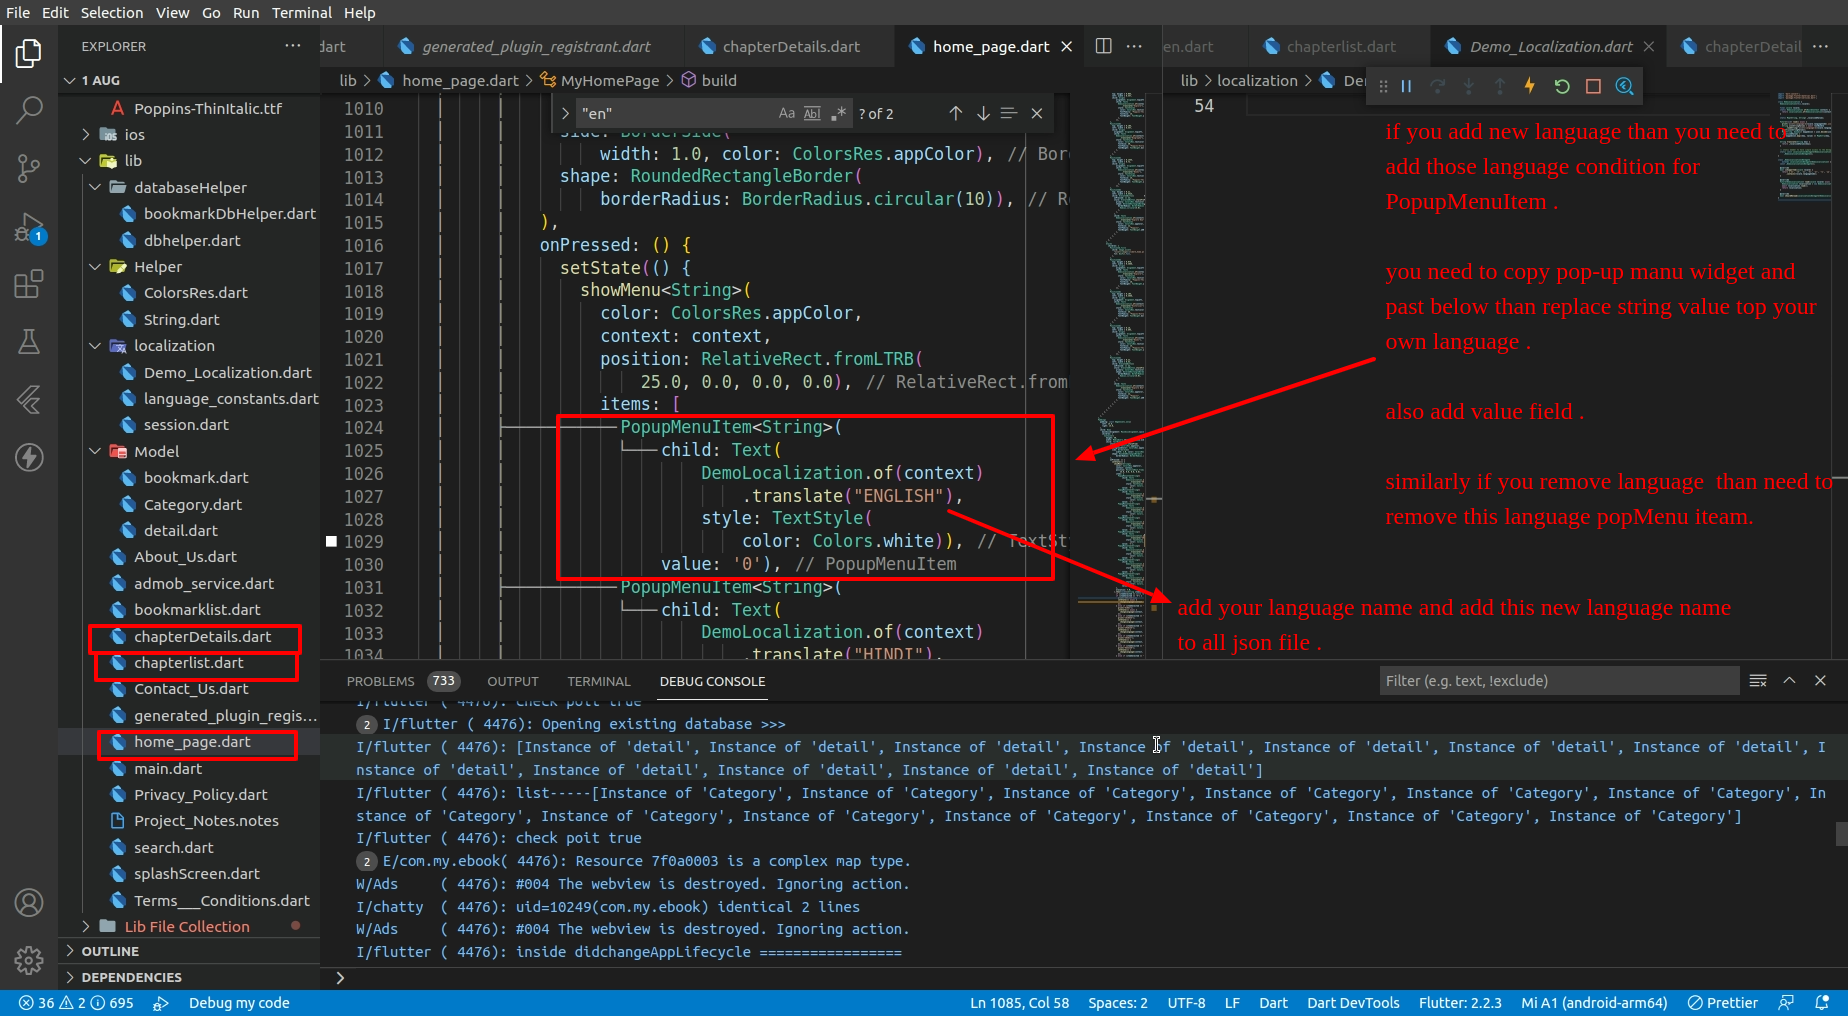 File Edit Selection View Go Run Terminal Help
EXPLORER
1 AUG
Poppins-ThinItalic.ttf
ios
lib
databaseHelper
bookmarkDbHelper.dart
dbhelper.dart
Helper
ColorsRes.dart
String.dart
localization
Demo_Localization.dart
language_constants.dart
session.dart
Model
bookmark.dart
Category.dart
detail.dart
About_Us.dart
admob_service.dart
bookmarklist.dart
chapterDetails.dart
chapterlist.dart
Contact_Us.dart
generated_plugin_regis...
home_page.dart
main.dart
Privacy_Policy.dart
Project_Notes.notes
search.dart
splashScreen.dart
Terms___Conditions.dart
Lib File Collection
OUTLINE
DEPENDENCIES
dart generated_plugin_registrant.dart chapterDetails.dart home_page.dart
lib > home_page.dart > MyHomePage > build
"en" Aa Abl .* ? of 2
1010
1011 side: BorderSide(
1012 width: 1.0, color: ColorsRes.appColor), // Bor
1013 shape: RoundedRectangleBorder(
1014 borderRadius: BorderRadius.circular(10)), // R
1015 ),
1016 onPressed: () {
1017 setState(() {
1018 showMenu<String>(
1019 color: ColorsRes.appColor,
1020 context: context,
1021 position: RelativeRect.fromLTRB(
1022 25.0, 0.0, 0.0, 0.0), // RelativeRect.from
1023 items: [
1024 PopupMenuItem<String>(
1025 child: Text(
1026 DemoLocalization.of(context)
1027 .translate("ENGLISH"),
1028 style: TextStyle(
1029 color: Colors.white)), // TextSt
1030 value: '0'), // PopupMenuItem
1031 PopupMenuItem<String>(
1032 child: Text(
1033 DemoLocalization.of(context)
1034 .translate("HINDI"),
en.dart chapterlist.dart Demo_Localization.dart chapterDetail
lib > localization > De
54
if you add new language than you need to
add those language condition for
PopupMenuItem .
you need to copy pop-up manu widget and
past below than replace string value top your
own language .
also add value field .
similarly if you remove language than need to
remove this language popMenu iteam.
add your language name and add this new language name
to all json file .
PROBLEMS 733 OUTPUT TERMINAL DEBUG CONSOLE
Filter (e.g. text, !exclude)
I/flutter ( 4476): check poit true
2 I/flutter ( 4476): Opening existing database >>>
I/flutter ( 4476): [Instance of 'detail', Instance of 'detail', Instance of 'detail', Instance of 'detail', Instance of 'detail', Instance of 'detail', Instance of 'detail', I
nstance of 'detail', Instance of 'detail', Instance of 'detail', Instance of 'detail', Instance of 'detail']
I/flutter ( 4476): list-----[Instance of 'Category', Instance of 'Category', Instance of 'Category', Instance of 'Category', Instance of 'Category', Instance of 'Category', In
stance of 'Category', Instance of 'Category', Instance of 'Category', Instance of 'Category', Instance of 'Category', Instance of 'Category', Instance of 'Category']
I/flutter ( 4476): check poit true
2 E/com.my.ebook( 4476): Resource 7f0a0003 is a complex map type.
W/Ads ( 4476): #004 The webview is destroyed. Ignoring action.
I/chatty ( 4476): uid=10249(com.my.ebook) identical 2 lines
W/Ads ( 4476): #004 The webview is destroyed. Ignoring action.
I/flutter ( 4476): inside didchangeAppLifecycle =================
>
36 2 695 Debug my code Ln 1085, Col 58 Spaces: 2 UTF-8 LF Dart Dart DevTools Flutter: 2.2.3 Mi A1 (android-arm64) Prettier